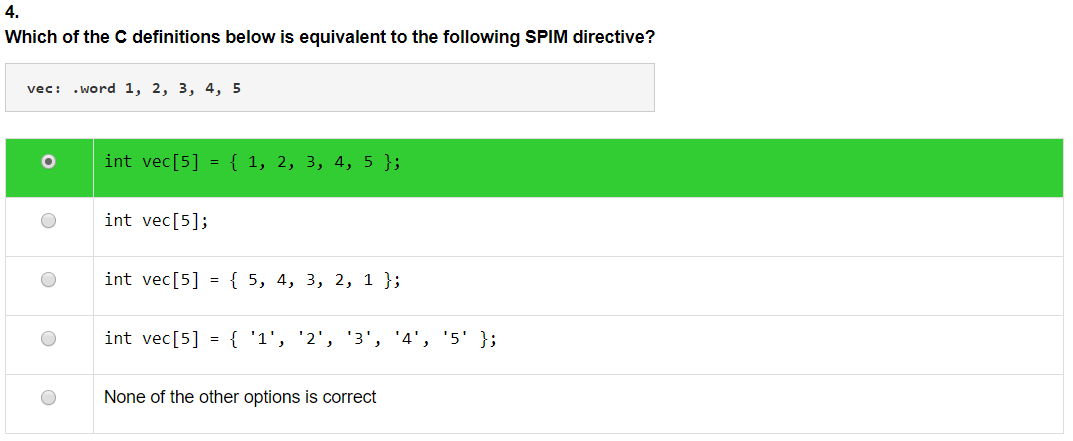 4.
Which of the C definitions below is equivalent to the following SPIM directive?
vec: .word 1, 2, 3, 4, 5
int vec[5] = { 1, 2, 3, 4, 5 };
int vec[5];
int vec[5] = { 5, 4, 3, 2, 1 };
int vec[5] = { '1', '2', '3', '4', '5' };
None of the other options is correct